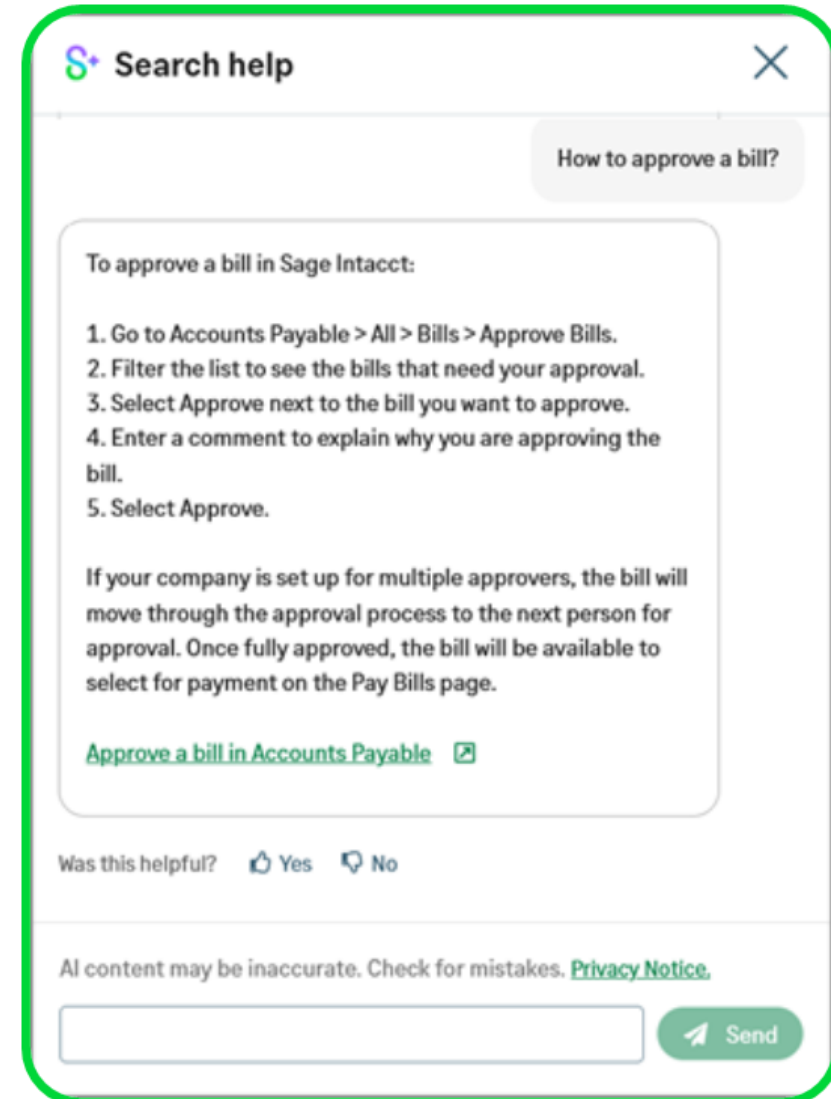 Search help
How to approve a bill?
To approve a bill in Sage Intacct:
1. Go to Accounts Payable > All > Bills > Approve Bills.
2. Filter the list to see the bills that need your approval.
3. Select Approve next to the bill you want to approve.
4. Enter a comment to explain why you are approving the
bill.
5. Select Approve.
If your company is set up for multiple approvers, the bill will
move through the approval process to the next person for
approval. Once fully approved, the bill will be available to
select for payment on the Pay Bills page.
Approve a bill in Accounts Payable
Was this helpful? Yes No
AI content may be inaccurate. Check for mistakes. Privacy Notice.
Send